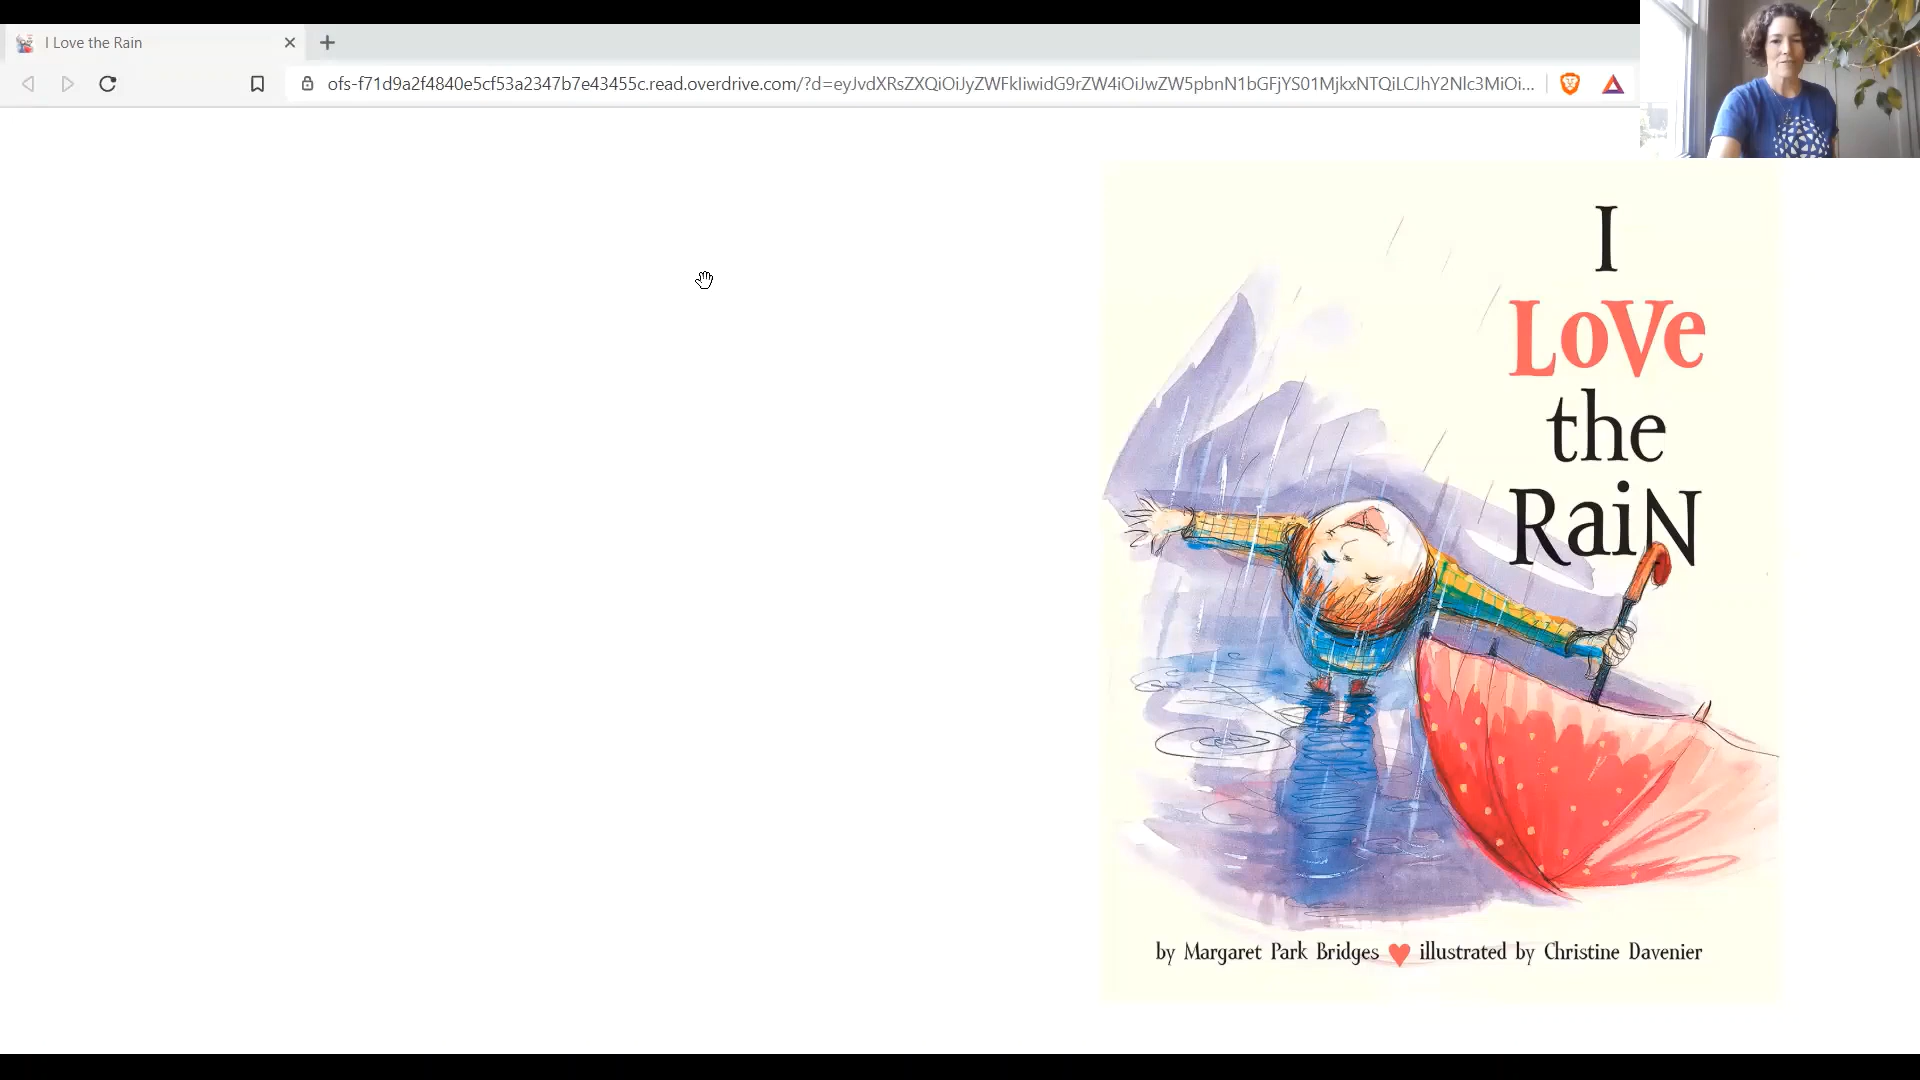 I Love the Rain
ofs-f71d9a2f4840e5cf53a2347b7e43455c.read.overdrive.com/?d=eyJvdXRsZXQiOiJyZWFkIiwidG9rZW4iOiJwZW5pbnN1bGFjYS01MjkxNTQiLCJhY2Nlc3MiOi...
I
LoVe
the
RaiN
by Margaret Park Bridges ♥ illustrated by Christine Davenier